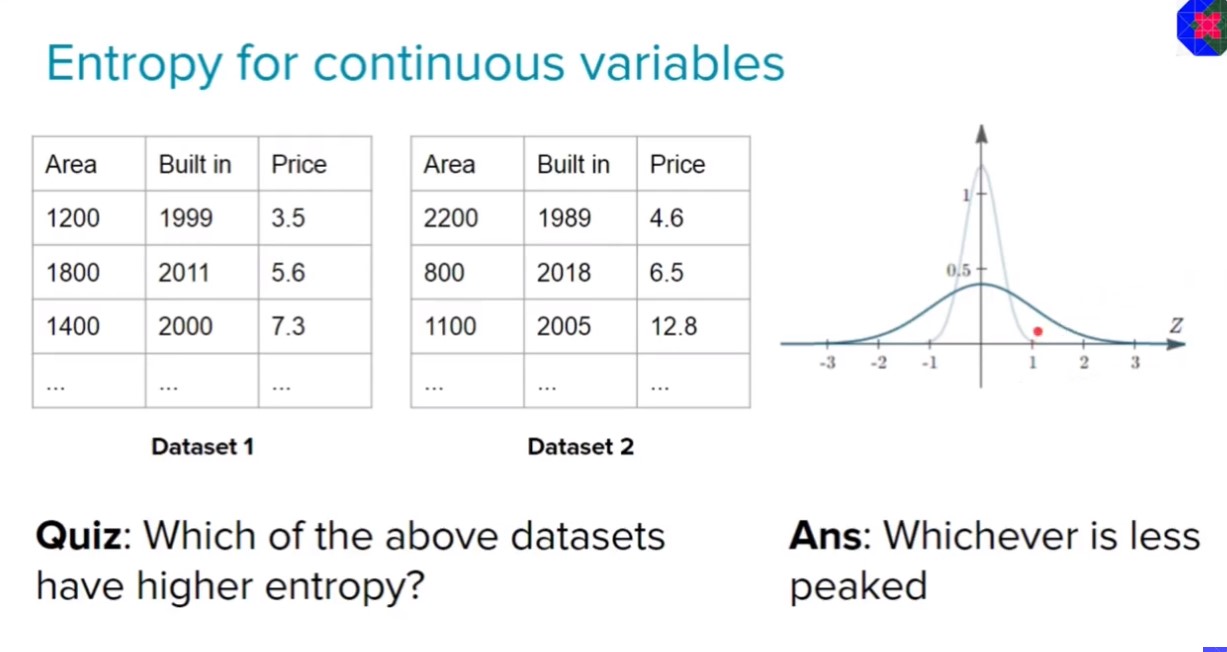 Entropy for continuous variables
Area Built in Price
1200 1999 3.5
1800 2011 5.6
1400 2000 7.3
... ... ...
Dataset 1
Area Built in Price
2200 1989 4.6
800 2018 6.5
1100 2005 12.8
... ... ...
Dataset 2
1
0.5
Z
-3 -2 -1 1 2 3
Quiz: Which of the above datasets
have higher entropy?
Ans: Whichever is less
peaked